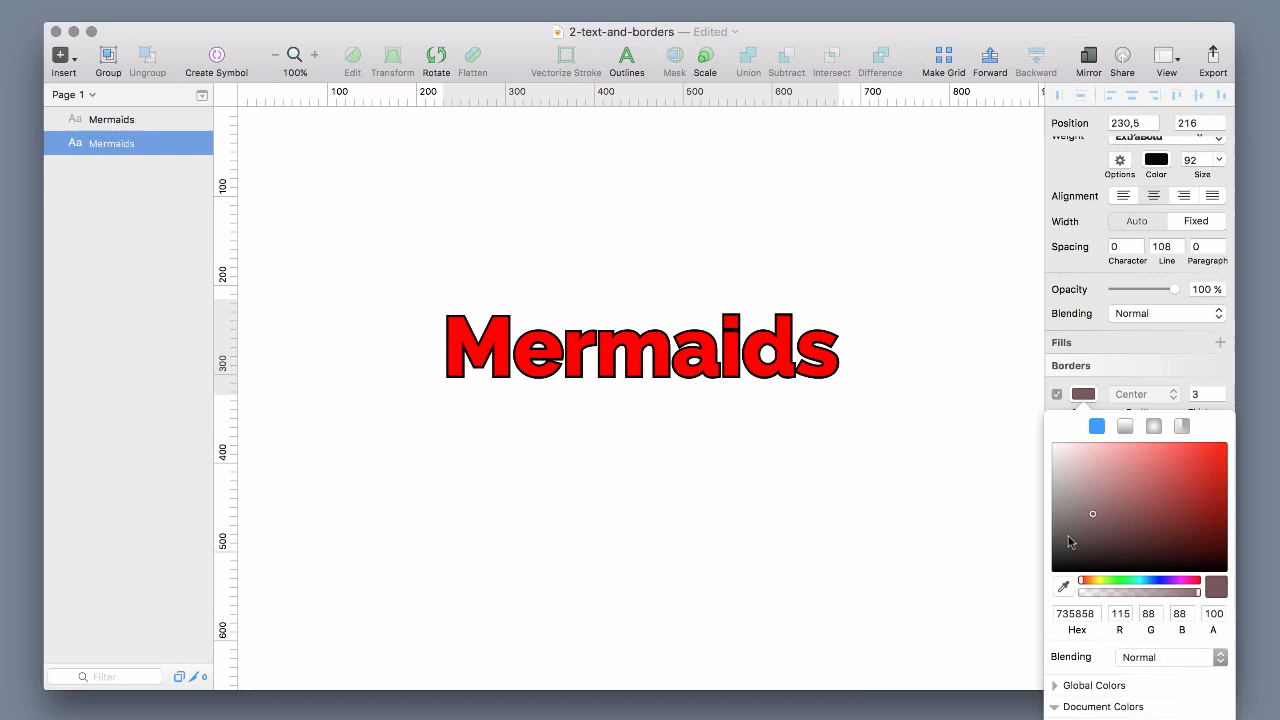 2-text-and-borders — Edited
Insert Group Ungroup Create Symbol 100% Edit Transform Rotate Flatten Vectorize Stroke Outlines Mask Scale Union Subtract Intersect Difference Make Grid Forward Backward Mirror Share View Export
Page 1
100 200 300 400 500 600 700 800
Mermaids
Mermaids
100
200
300
400
500
600
Mermaids
Position 230,5 216
Weight ExtraBold
92
Options Color Size
Alignment
Width Auto Fixed
Spacing 0 108 0
Character Line Paragraph
Opacity 100 %
Blending Normal
Fills
Borders
Center 3
735858 115 88 88 100
Hex R G B A
Blending Normal
Global Colors
Document Colors
Filter 0